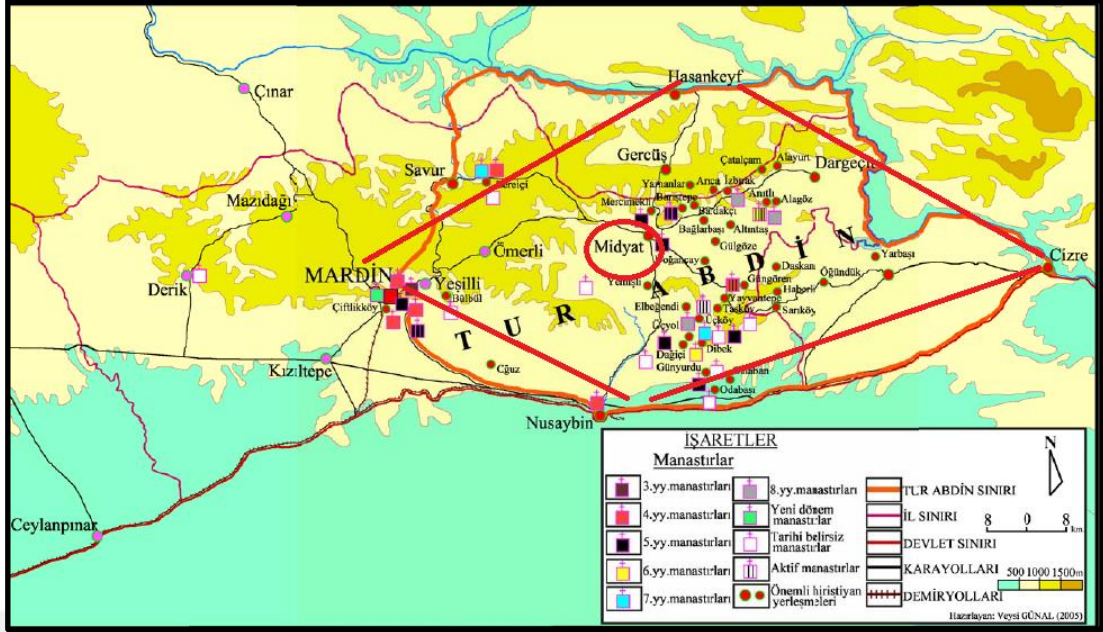 Hasankeyf
Çınar
Gercüş
Çatalçam
Alayurt
Dargeçit
Savur
Yamanlar
Arıca
İzbırak
Dereiçi
Anıtlı
Alagöz
Mercimekli
Barıştepe
Bardakçı
Mazıdağı
Bağlarbaşı
Altıntaş
Midyat
Gülgöze
Ömerli
Doğançay
Yarbaşı
Cizre
MARDİN
Yeşilli
Yemişli
Daskan
Öğündük
Derik
Bülbül
Güngören
Haberli
Çiftlikköy
Elbeğendi
Yayvantepe
Taşköy
Sarıköy
TUR ABDİN
Üçyol
Üçköy
Dağiçi
Dibek
Kızıltepe
Cğuz
Günyurdu
Odabaşı
Nusaybin
Ceylanpınar
İŞARETLER
Manastırlar
3.yy.manastırları
4.yy.manastırları
5.yy.manastırları
6.yy.manastırları
7.yy.manastırları
8.yy.manastırları
Yeni dönem
manastırlar
Tarihi belirsiz
manastırlar
Aktif manastırlar
Önemli hiristiyan
yerleşmeleri
TUR ABDİN SINIRI
İL SINIRI
DEVLET SINIRI
KARAYOLLARI
DEMİRYOLLARI
N
8 0 8
km
500 1000 1500m
Hazırlayan: Veysi GÜNAL (2005)